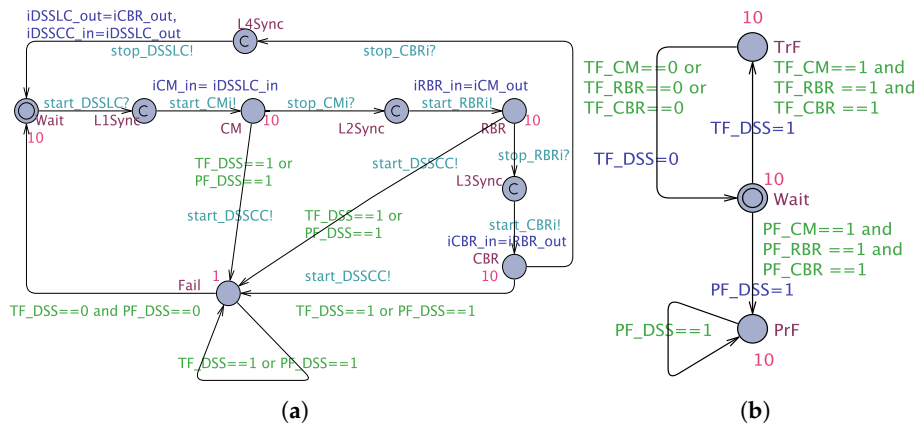 iDSSLC_out=iCBR_out,
iDSSCC_in=iDSSLC_out
L4Sync
C
stop_DSSLC!
stop_CBRi?
iCM_in= iDSSLC_in
iRBR_in=iCM_out
start_DSSLC?
start_CMi!
stop_CMi?
start_RBRi!
C
C
Wait
L1Sync
CM
10
L2Sync
RBR
10
10
stop_RBRi?
TF_DSS==1 or
PF_DSS==1
start_DSSCC!
L3Sync
C
start_DSSCC!
TF_DSS==1 or
PF_DSS==1
start_CBRi!
iCBR_in=iRBR_out
CBR
10
start_DSSCC!
1
Fail
TF_DSS==0 and PF_DSS==0
TF_DSS==1 or PF_DSS==1
TF_DSS==1 or PF_DSS==1
(a)
10
TrF
TF_CM==0 or
TF_RBR==0 or
TF_CBR==0
TF_CM==1 and
TF_RBR ==1 and
TF_CBR ==1
TF_DSS=1
TF_DSS=0
10
Wait
PF_CM==1 and
PF_RBR ==1 and
PF_CBR ==1
PF_DSS=1
PF_DSS==1
PrF
10
(b)